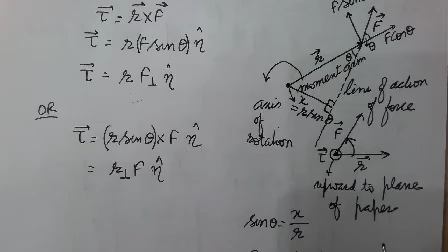 τ⃗ = r⃗ × F⃗
τ⃗ = r (F sinθ) n̂
τ⃗ = r F⊥ n̂
OR
τ⃗ = (r sinθ) × F n̂
= r⊥ F n̂
F sinθ
F⃗
θ
F cosθ
r⃗
θ
moment arm
x
= r sinθ
line of action
of force
axis
of
rotation
F⃗
τ⃗
r⃗
upward to plane
of paper
sinθ = x/r